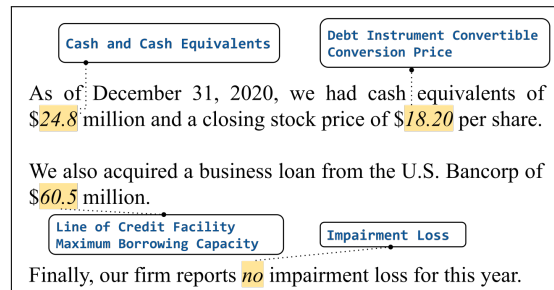 Cash and Cash Equivalents
Debt Instrument Convertible
Conversion Price
As of December 31, 2020, we had cash equivalents of
$24.8 million and a closing stock price of $18.20 per share.
We also acquired a business loan from the U.S. Bancorp of
$60.5 million.
Line of Credit Facility
Maximum Borrowing Capacity
Impairment Loss
Finally, our firm reports no impairment loss for this year.